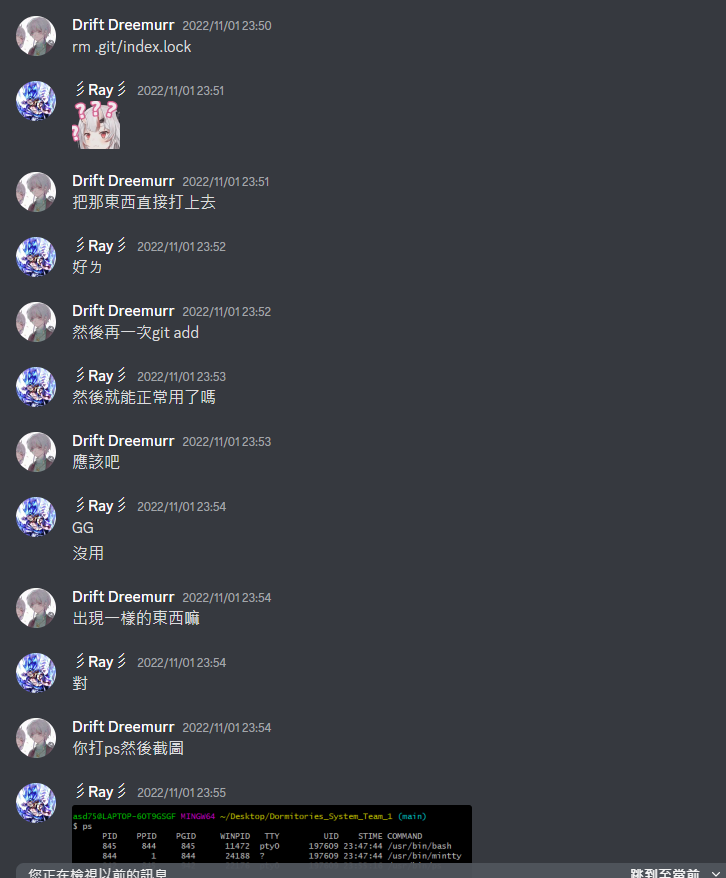 Drift Dreemurr 2022/11/01 23:50
rm .git/index.lock
彡Ray彡 2022/11/01 23:51
? ? ?
?
Drift Dreemurr 2022/11/01 23:51
把那東西直接打上去
彡Ray彡 2022/11/01 23:52
好ㄌ
Drift Dreemurr 2022/11/01 23:52
然後再一次git add
彡Ray彡 2022/11/01 23:53
然後就能正常用了嗎
Drift Dreemurr 2022/11/01 23:53
應該吧
彡Ray彡 2022/11/01 23:54
GG
沒用
Drift Dreemurr 2022/11/01 23:54
出現一樣的東西嘛
彡Ray彡 2022/11/01 23:54
對
Drift Dreemurr 2022/11/01 23:54
你打ps然後截圖
彡Ray彡 2022/11/01 23:55
asd75@LAPTOP-6OT9GSGF MINGW64 ~/Desktop/Dormitories_System_Team_1 (main)
$ ps
PID PPID PGID WINPID TTY UID STIME COMMAND
845 844 845 11472 pty0 197609 23:47:44 /usr/bin/bash
844 1 844 24188 ? 197609 23:47:44 /usr/bin/mintty
您正在檢視以前的訊息 跳到至當前